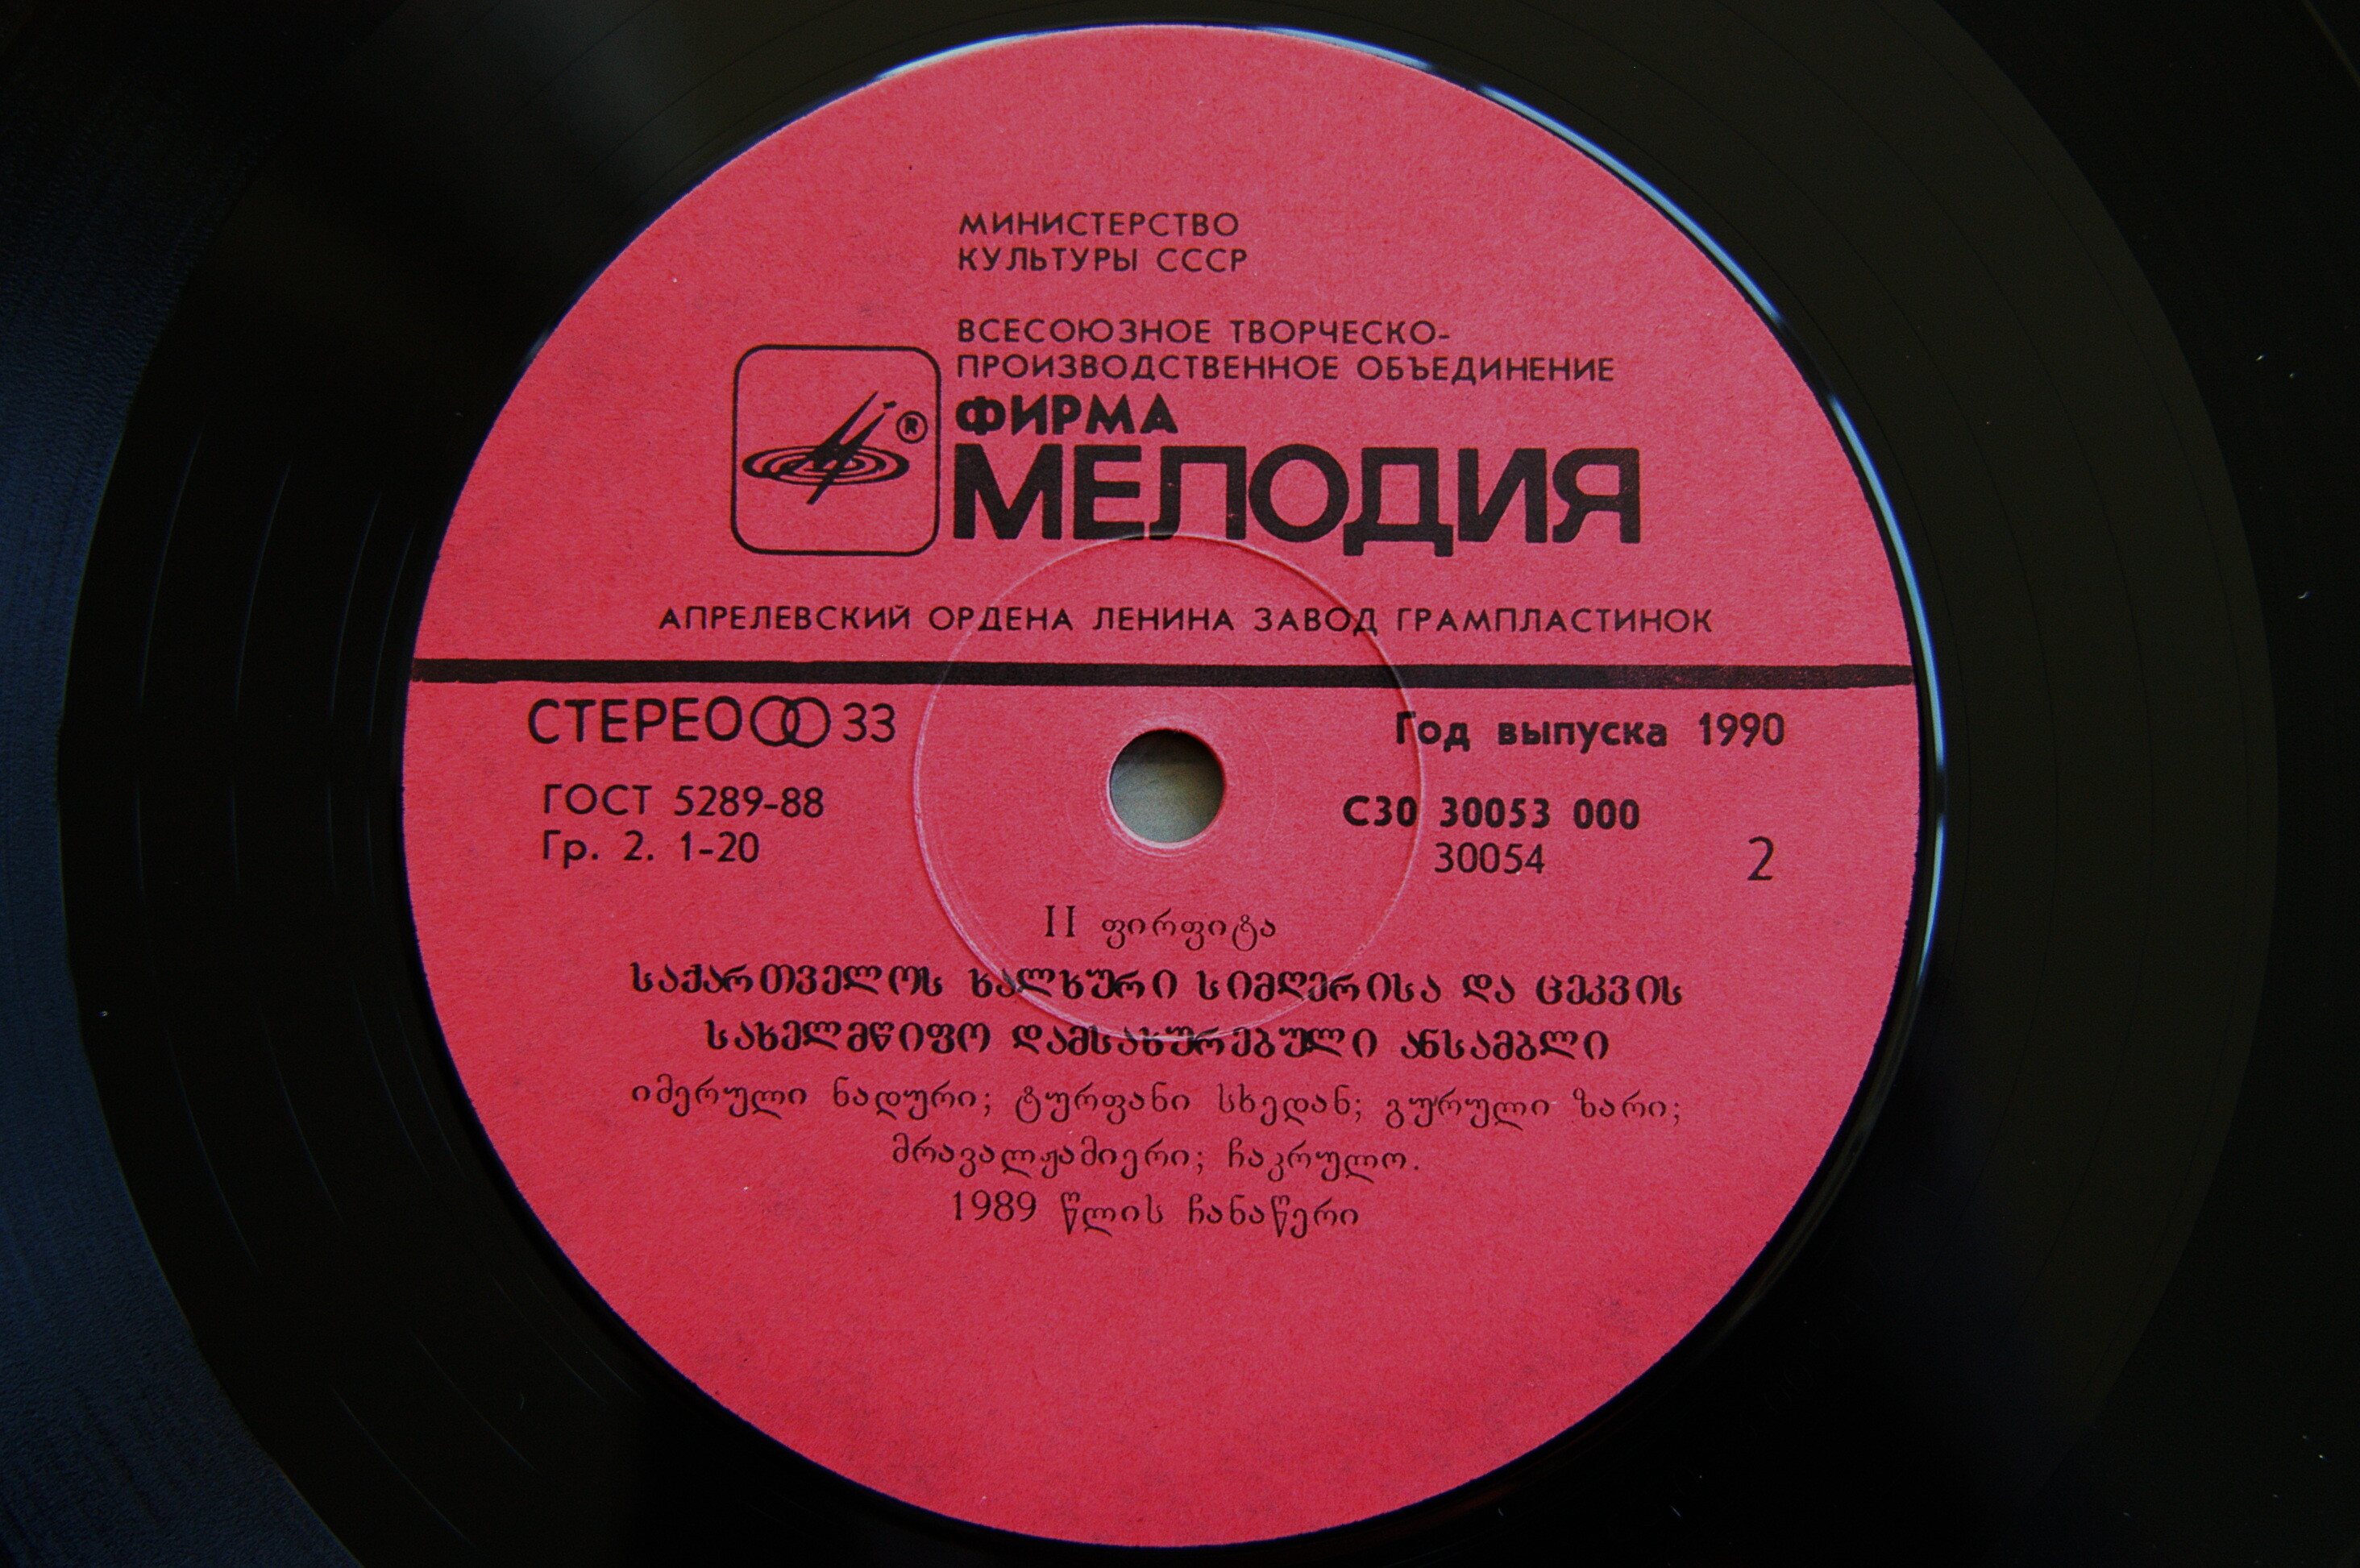 МИНИСТЕРСТВО
КУЛЬТУРЫ СССР
ВСЕСОЮЗНОЕ ТВОРЧЕСКО-
ПРОИЗВОДСТВЕННОЕ ОБЪЕДИНЕНИЕ
®
ФИРМА
МЕЛОДИЯ
АПРЕЛЕВСКИЙ ОРДЕНА ЛЕНИНА ЗАВОД ГРАМПЛАСТИНОК
СТЕРЕО 33
Год выпуска 1990
ГОСТ 5289-88
Гр. 2. 1-20
С30 30053 000
30054
2
II ფირფიტა
საქართველოს ხალხური სიმღერისა და ცეკვის
სახელმწიფო დამსახურებული ანსამბლი
იმერული ნადური; ტურფანი სხედან; გურული ზარი;
მრავალჟამიერი; ჩაკრულო.
1989 წლის ჩანაწერი